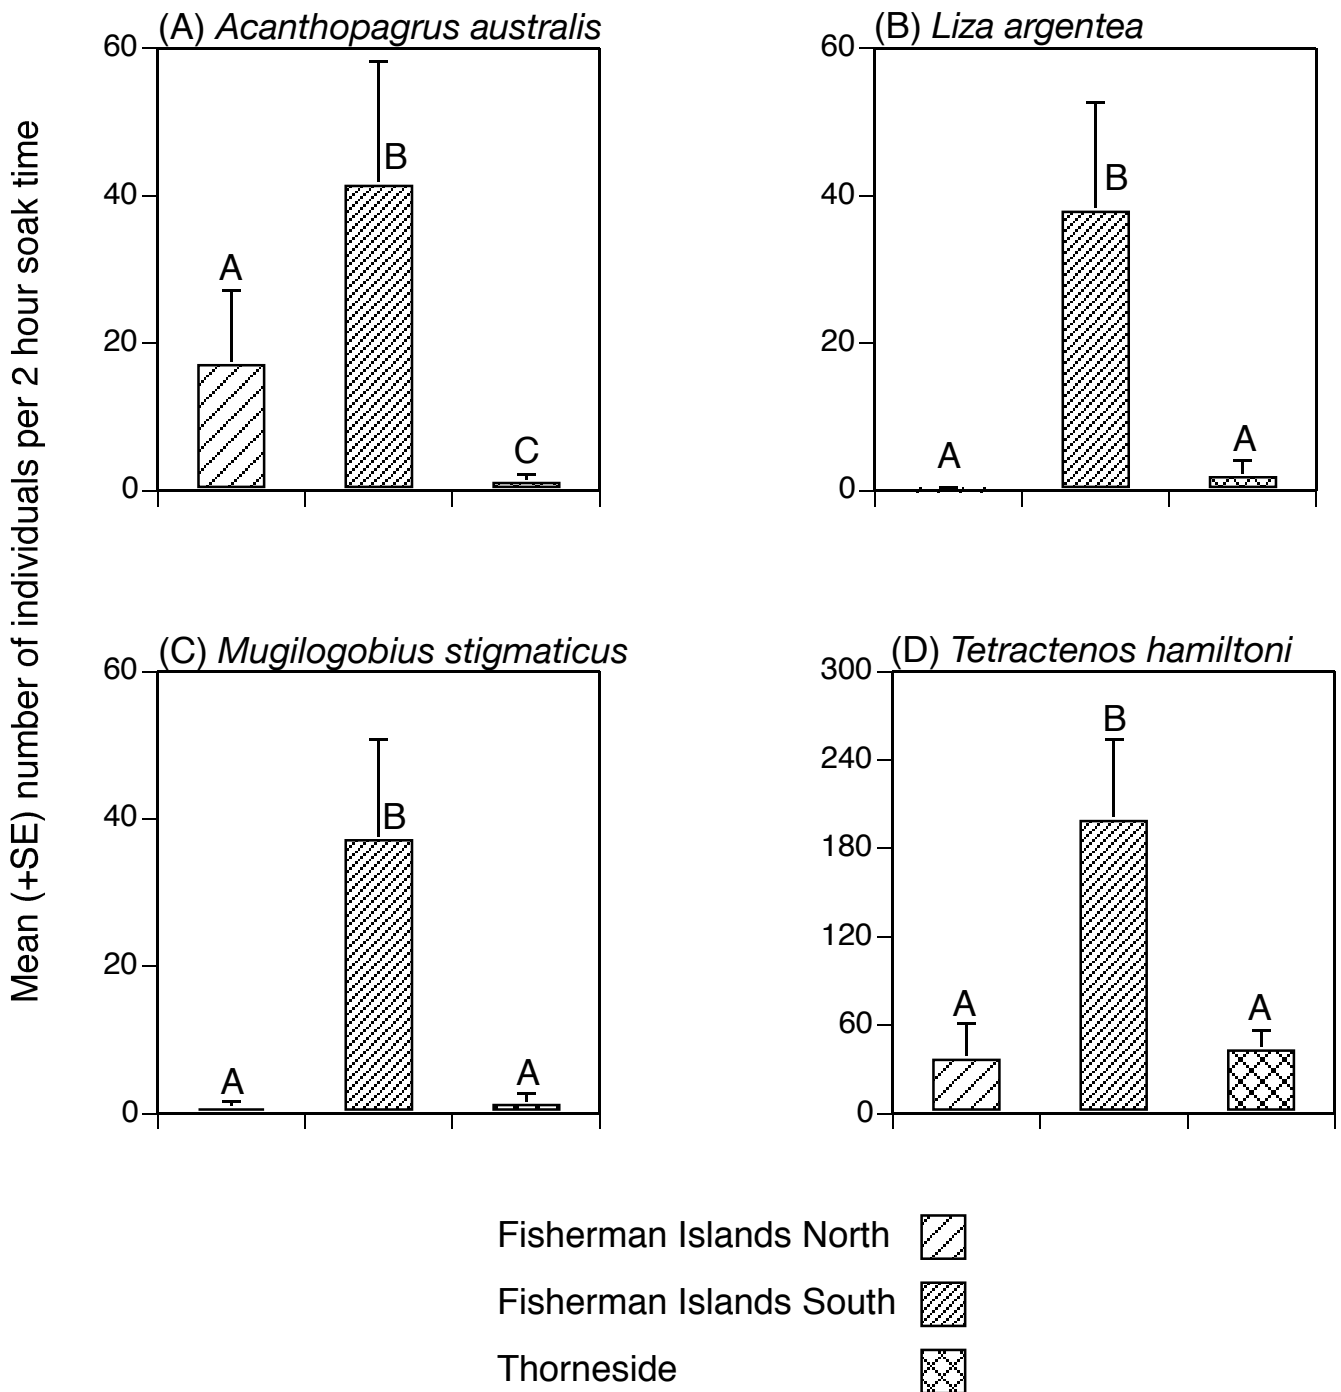 Mean (+SE) number of individuals per 2 hour soak time
(A) Acanthopagrus australis
60
40
20
0
A
B
C
(B) Liza argentea
60
40
20
0
A
B
A
(C) Mugilogobius stigmaticus
60
40
20
0
A
B
A
(D) Tetractenos hamiltoni
300
240
180
120
60
0
A
B
A
Fisherman Islands North
Fisherman Islands South
Thorneside